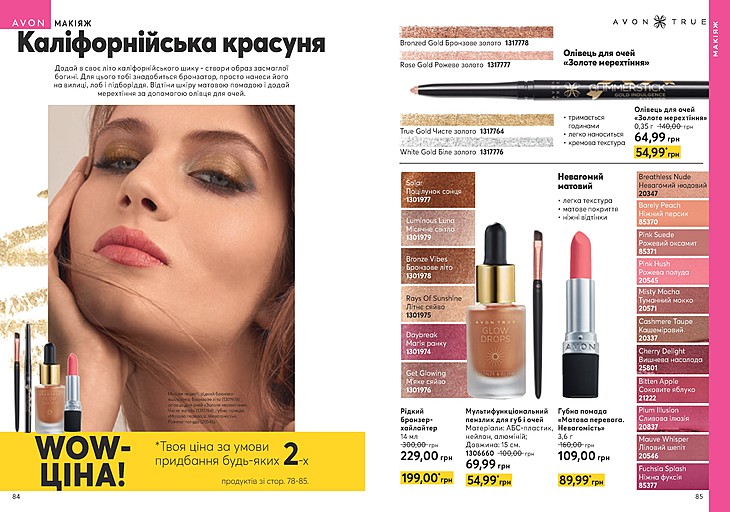 AVON МАКІЯЖ
Каліфорнійська красуня
Додай в своє літо каліфорнійського шику – створи образ засмаглої
богині. Для цього тобі знадобиться бронзатор, просто нанеси його
на вилиці, лоб і підборіддя. Відтіни шкіру матовою помадою і додай
мерехтіння за допомогою олівця для очей.
WOW-
ЦІНА!
*Твоя ціна за умови
придбання будь-яких 2-х
продуктів зі стор. 78-85.
84
AVON TRUE
МАКІЯЖ
Bronzed Gold Бронзове золото 1317778
Rose Gold Рожеве золото 1317777
True Gold Чисте золото 1317764
White Gold Біле золото 1317776
Олівець для очей
«Золоте мерехтіння»
GLIMMERSTICK
GOLD INDULGENCE
• тримається
годинами
• легко наноситься
• кремова текстура
Олівець для очей
«Золоте мерехтіння»
0,35 г 140,00 грн
64,99 грн
54,99* грн
Solar
Поцілунок сонця
1301977
Luminous Luna
Місячне світло
1301979
Bronze Vibes
Бронзове літо
1301978
Rays Of Sunshine
Літнє сяйво
1301975
Daybreak
Магія ранку
1301974
Get Glowing
М'яке сяйво
1301976
AVON TRUE
GLOW
DROPS
AVON
Невагомий
матовий
• легка текстура
• матове покриття
• ніжні відтінки
Breathless Nude
Невагомий нюдовий
20347
Barely Peach
Ніжний персик
85370
Pink Suede
Рожевий оксамит
85371
Pink Hush
Рожева полуда
20545
Misty Mocha
Туманний мокко
20571
Cashmere Taupe
Кашеміровий
20337
Cherry Delight
Вишнева насолода
25801
Bitten Apple
Соковите яблуко
21222
Plum Illusion
Сливова ілюзія
20837
Mauve Whisper
Ліловий шепіт
20546
Fuchsia Splash
Ніжна фуксія
85377
Рідкий
бронзер-
хайлайтер
14 мл
300,00 грн
229,00 грн
199,00* грн
Мультифункціональний
пензлик для губ і очей
Матеріали: АБС-пластик,
нейлон, алюміній;
Довжина: 15 см.
1306660 100,00 грн
69,99 грн
54,99* грн
Губна помада
«Матова перевага.
Невагомість»
3,6 г
160,00 грн
109,00 грн
89,99* грн
85